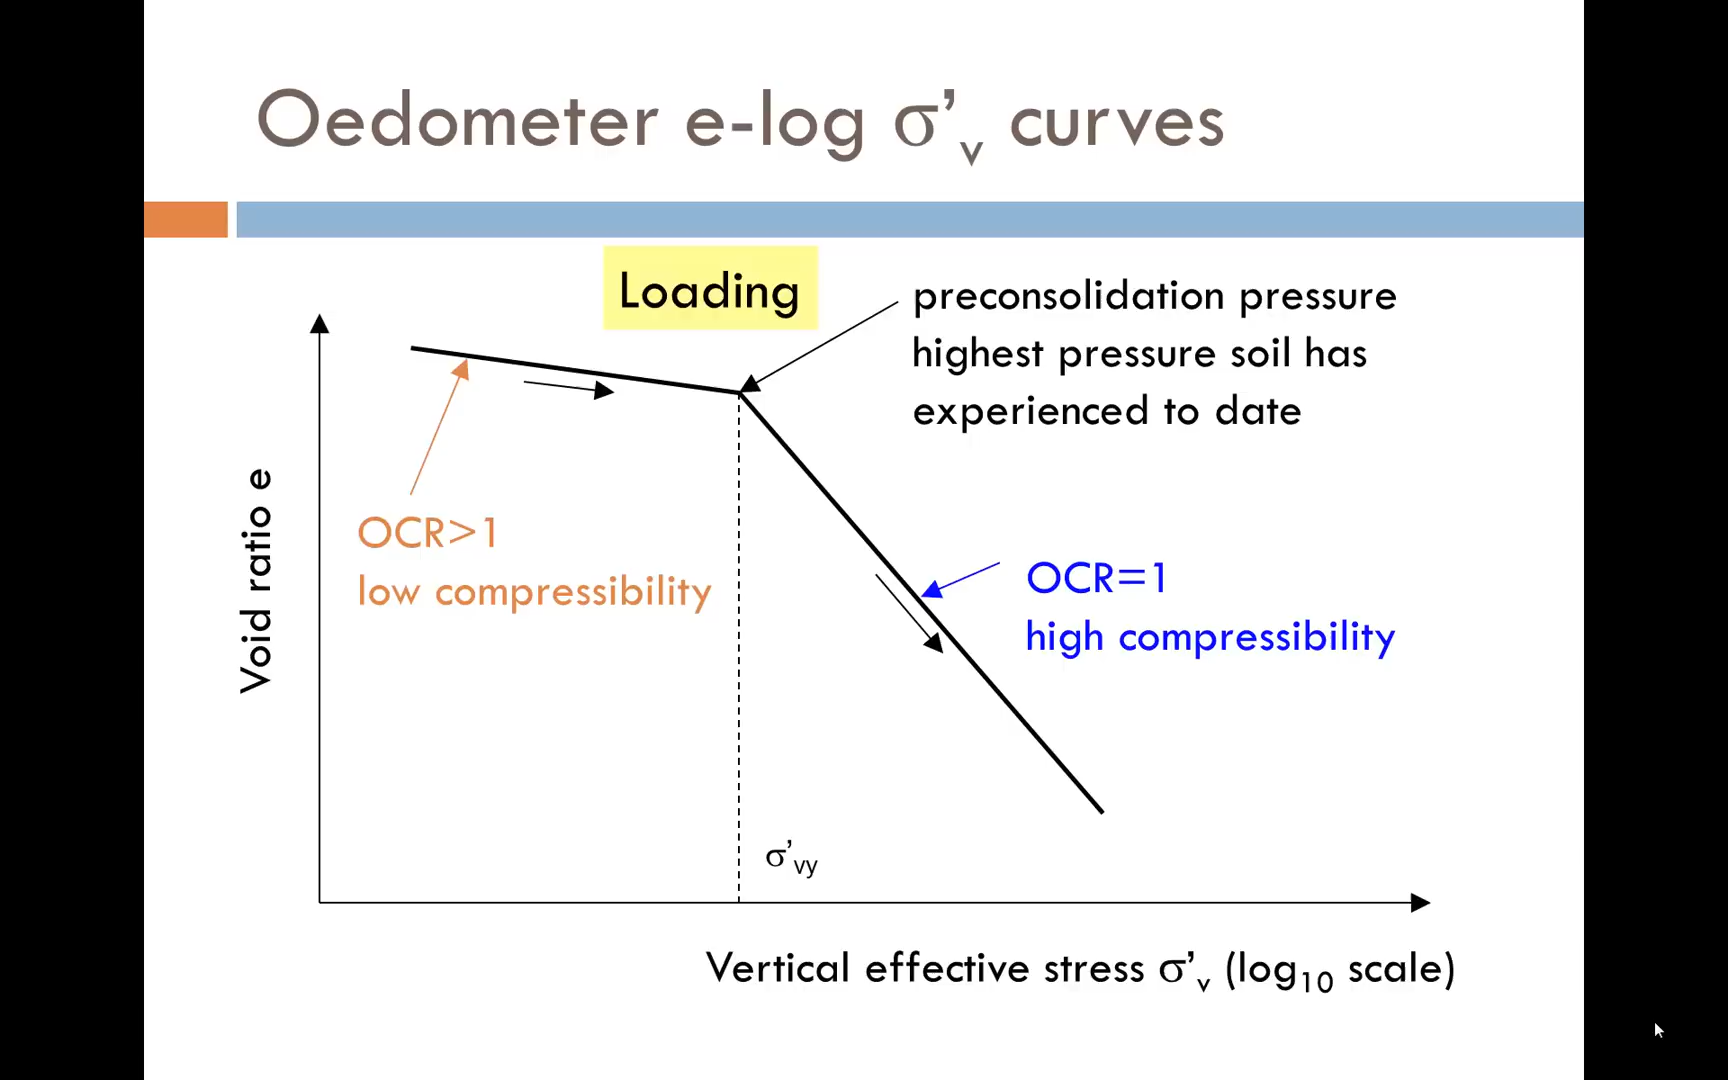 Oedometer e-log σ'v curves
Loading
preconsolidation pressure
highest pressure soil has
experienced to date
OCR>1
low compressibility
OCR=1
high compressibility
Void ratio e
σ'vy
Vertical effective stress σ'v (log10 scale)